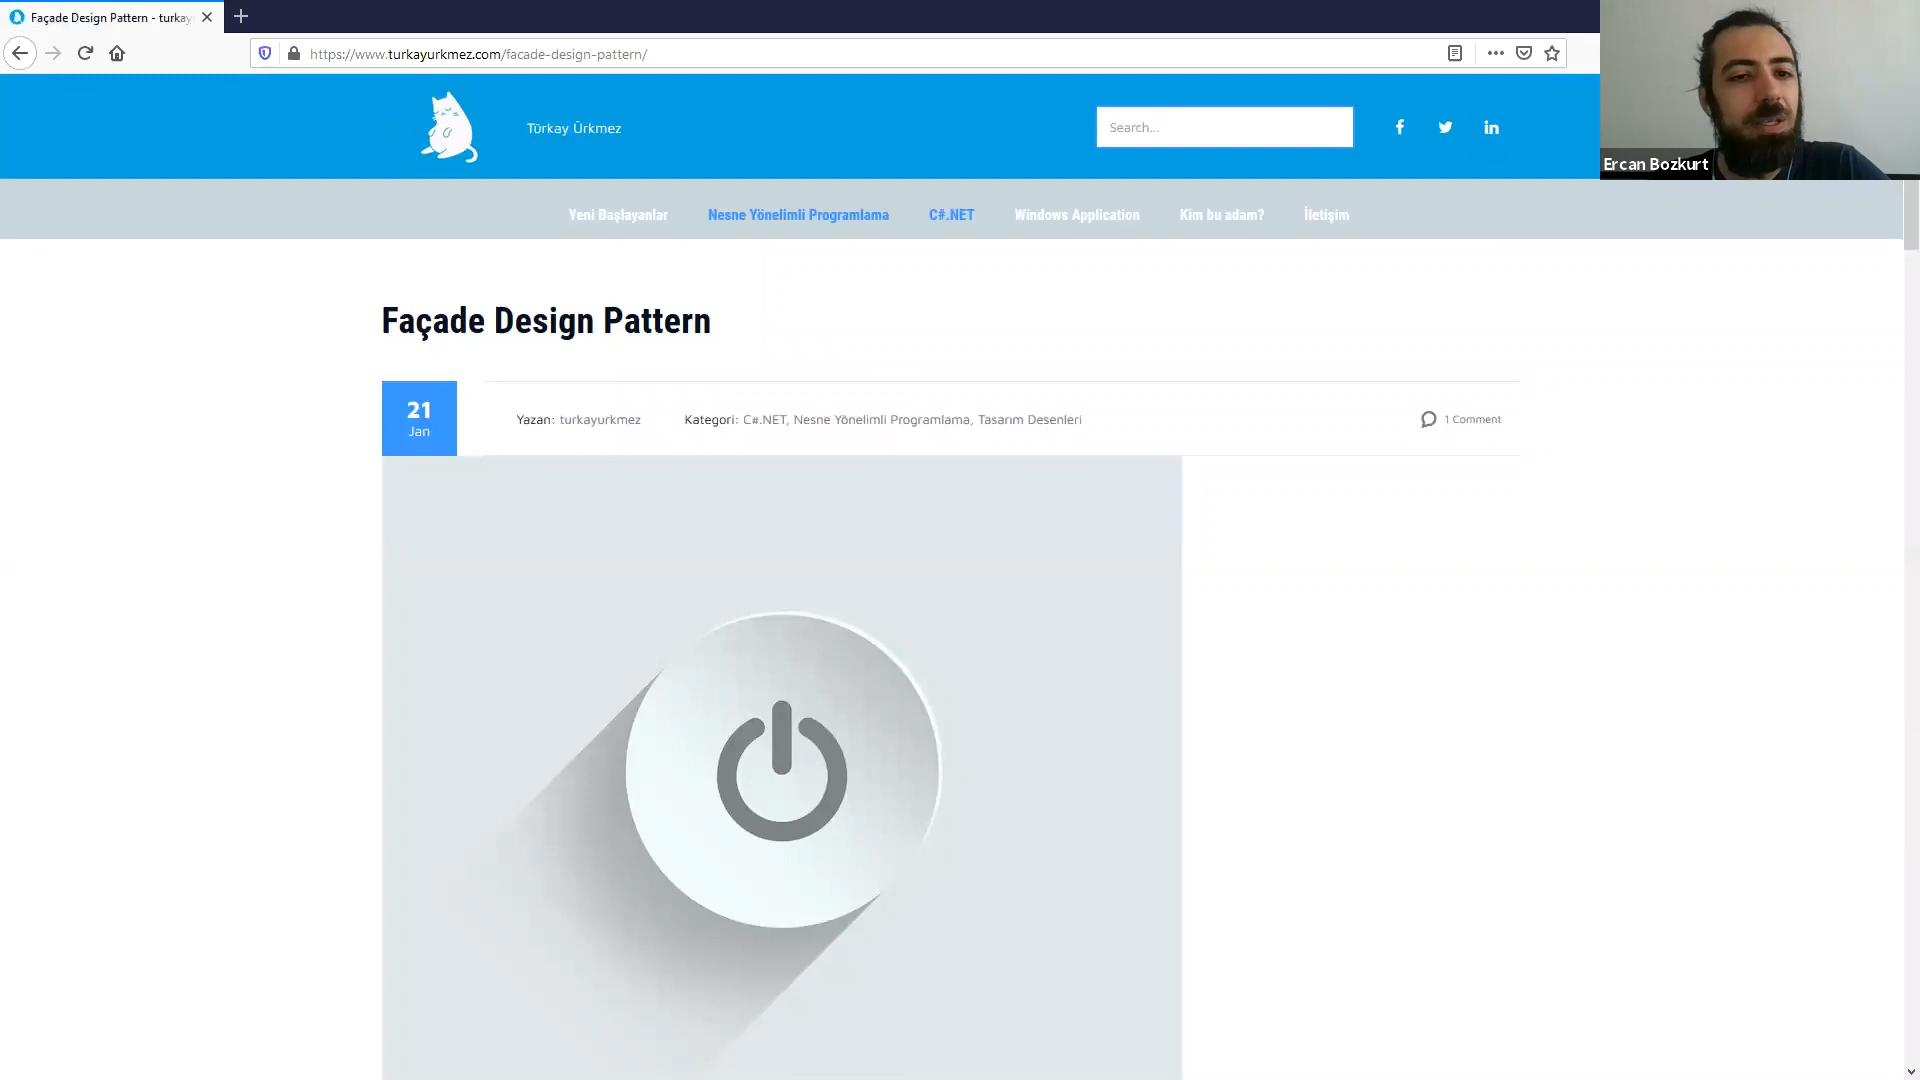 Façade Design Pattern - turkay
https://www.turkayurkmez.com/facade-design-pattern/
Türkay Ürkmez
Search...
Ercan Bozkurt
Yeni Başlayanlar
Nesne Yönelimli Programlama
C#.NET
Windows Application
Kim bu adam?
İletişim
Façade Design Pattern
21
Jan
Yazan: turkayurkmez
Kategori: C#.NET, Nesne Yönelimli Programlama, Tasarım Desenleri
1 Comment